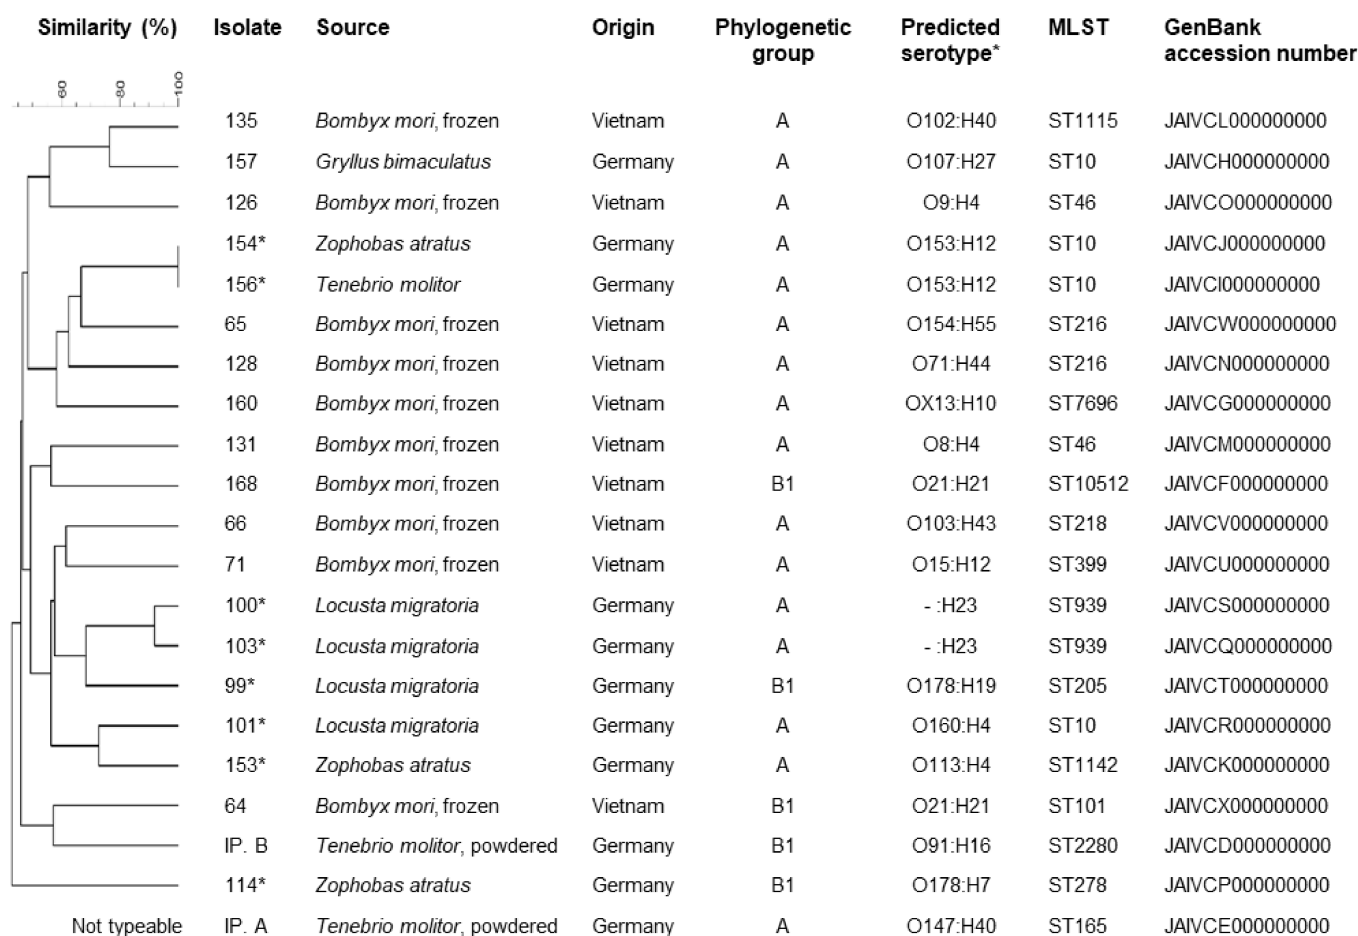 Similarity (%) Isolate Source Origin Phylogenetic group Predicted serotype* MLST GenBank accession number
60 80 100
135 Bombyx mori, frozen Vietnam A O102:H40 ST1115 JAIVCL000000000
157 Gryllus bimaculatus Germany A O107:H27 ST10 JAIVCH000000000
126 Bombyx mori, frozen Vietnam A O9:H4 ST46 JAIVCO000000000
154* Zophobas atratus Germany A O153:H12 ST10 JAIVCJ000000000
156* Tenebrio molitor Germany A O153:H12 ST10 JAIVCI000000000
65 Bombyx mori, frozen Vietnam A O154:H55 ST216 JAIVCW000000000
128 Bombyx mori, frozen Vietnam A O71:H44 ST216 JAIVCN000000000
160 Bombyx mori, frozen Vietnam A OX13:H10 ST7696 JAIVCG000000000
131 Bombyx mori, frozen Vietnam A O8:H4 ST46 JAIVCM000000000
168 Bombyx mori, frozen Vietnam B1 O21:H21 ST10512 JAIVCF000000000
66 Bombyx mori, frozen Vietnam A O103:H43 ST218 JAIVCV000000000
71 Bombyx mori, frozen Vietnam A O15:H12 ST399 JAIVCU000000000
100* Locusta migratoria Germany A - :H23 ST939 JAIVCS000000000
103* Locusta migratoria Germany A - :H23 ST939 JAIVCQ000000000
99* Locusta migratoria Germany B1 O178:H19 ST205 JAIVCT000000000
101* Locusta migratoria Germany A O160:H4 ST10 JAIVCR000000000
153* Zophobas atratus Germany A O113:H4 ST1142 JAIVCK000000000
64 Bombyx mori, frozen Vietnam B1 O21:H21 ST101 JAIVCX000000000
IP. B Tenebrio molitor, powdered Germany B1 O91:H16 ST2280 JAIVCD000000000
114* Zophobas atratus Germany B1 O178:H7 ST278 JAIVCP000000000
Not typeable IP. A Tenebrio molitor, powdered Germany A O147:H40 ST165 JAIVCE000000000